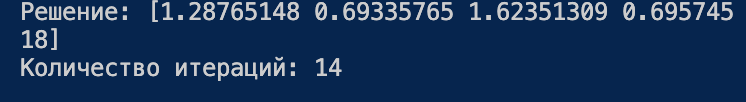 Решение: [1.28765148 0.69335765 1.62351309 0.695745
18]
Количество итераций: 14